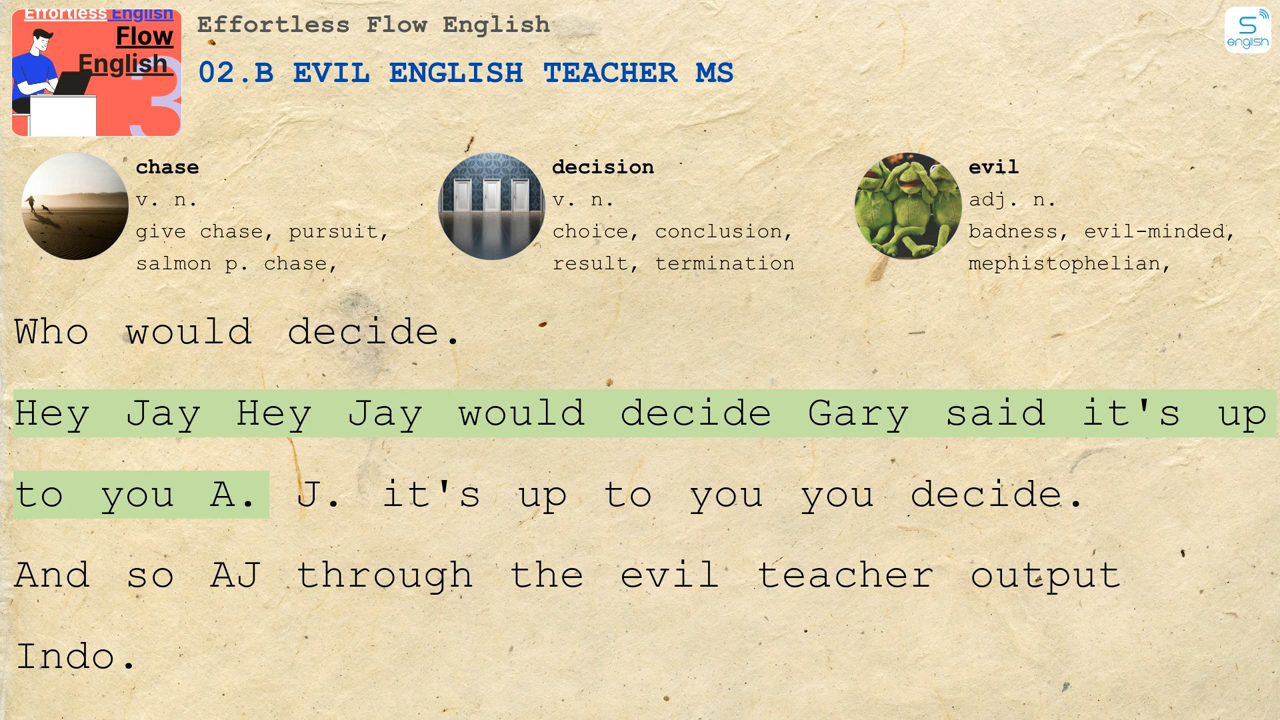 Effortless English
Flow
English
3
Effortless Flow English
02.B EVIL ENGLISH TEACHER MS
S
english
chase
v. n.
give chase, pursuit,
salmon p. chase,
decision
v. n.
choice, conclusion,
result, termination
evil
adj. n.
badness, evil-minded,
mephistophelian,
Who would decide.
Hey Jay Hey Jay would decide Gary said it's up
to you A. J. it's up to you you decide.
And so AJ through the evil teacher output
Indo.